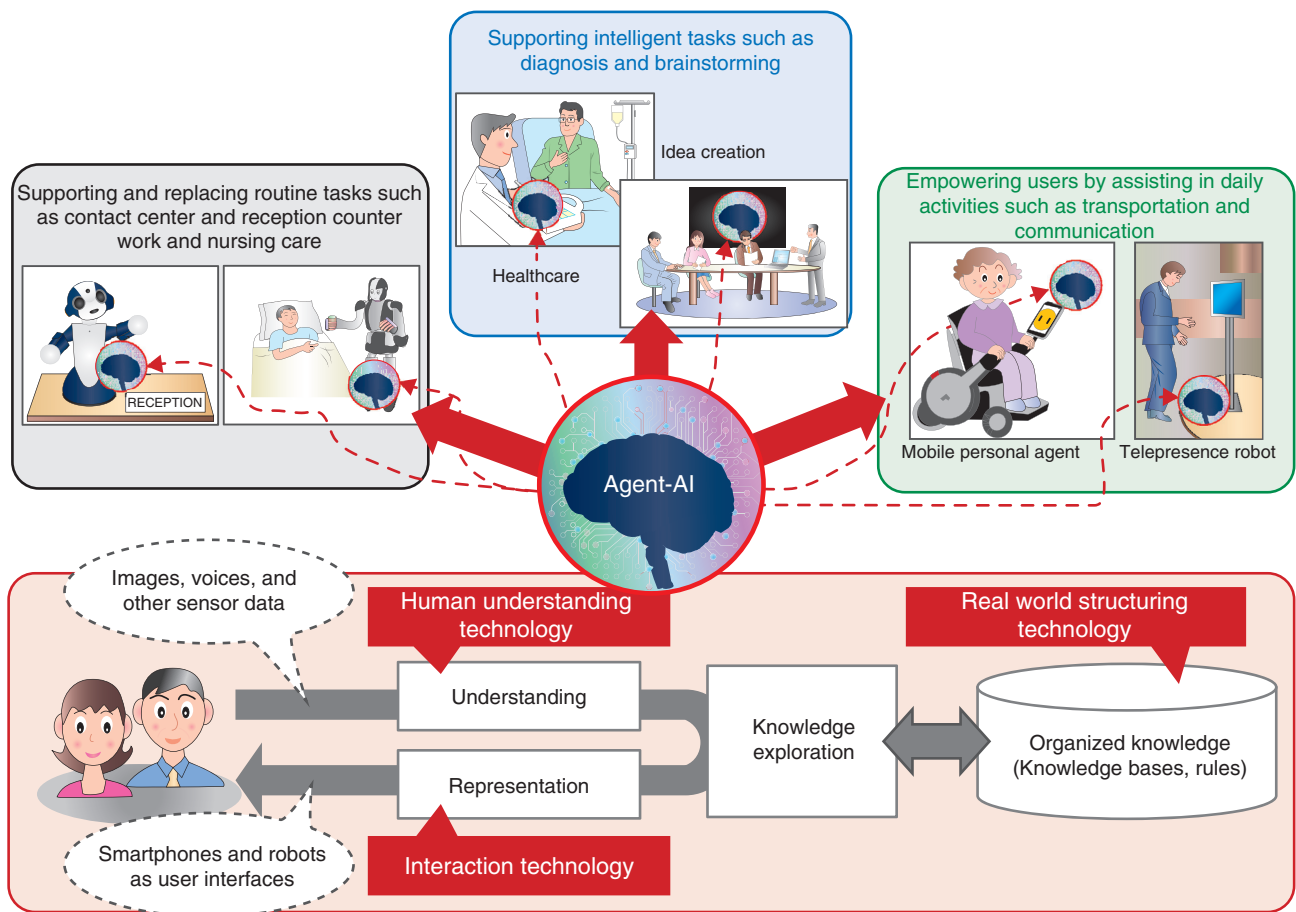 Supporting intelligent tasks such as
diagnosis and brainstorming
Idea creation
Healthcare
Supporting and replacing routine tasks such
as contact center and reception counter
work and nursing care
RECEPTION
Empowering users by assisting in daily
activities such as transportation and
communication
Mobile personal agent
Telepresence robot
Agent-AI
Images, voices, and
other sensor data
Human understanding
technology
Real world structuring
technology
Understanding
Knowledge
exploration
Organized knowledge
(Knowledge bases, rules)
Representation
Smartphones and robots
as user interfaces
Interaction technology